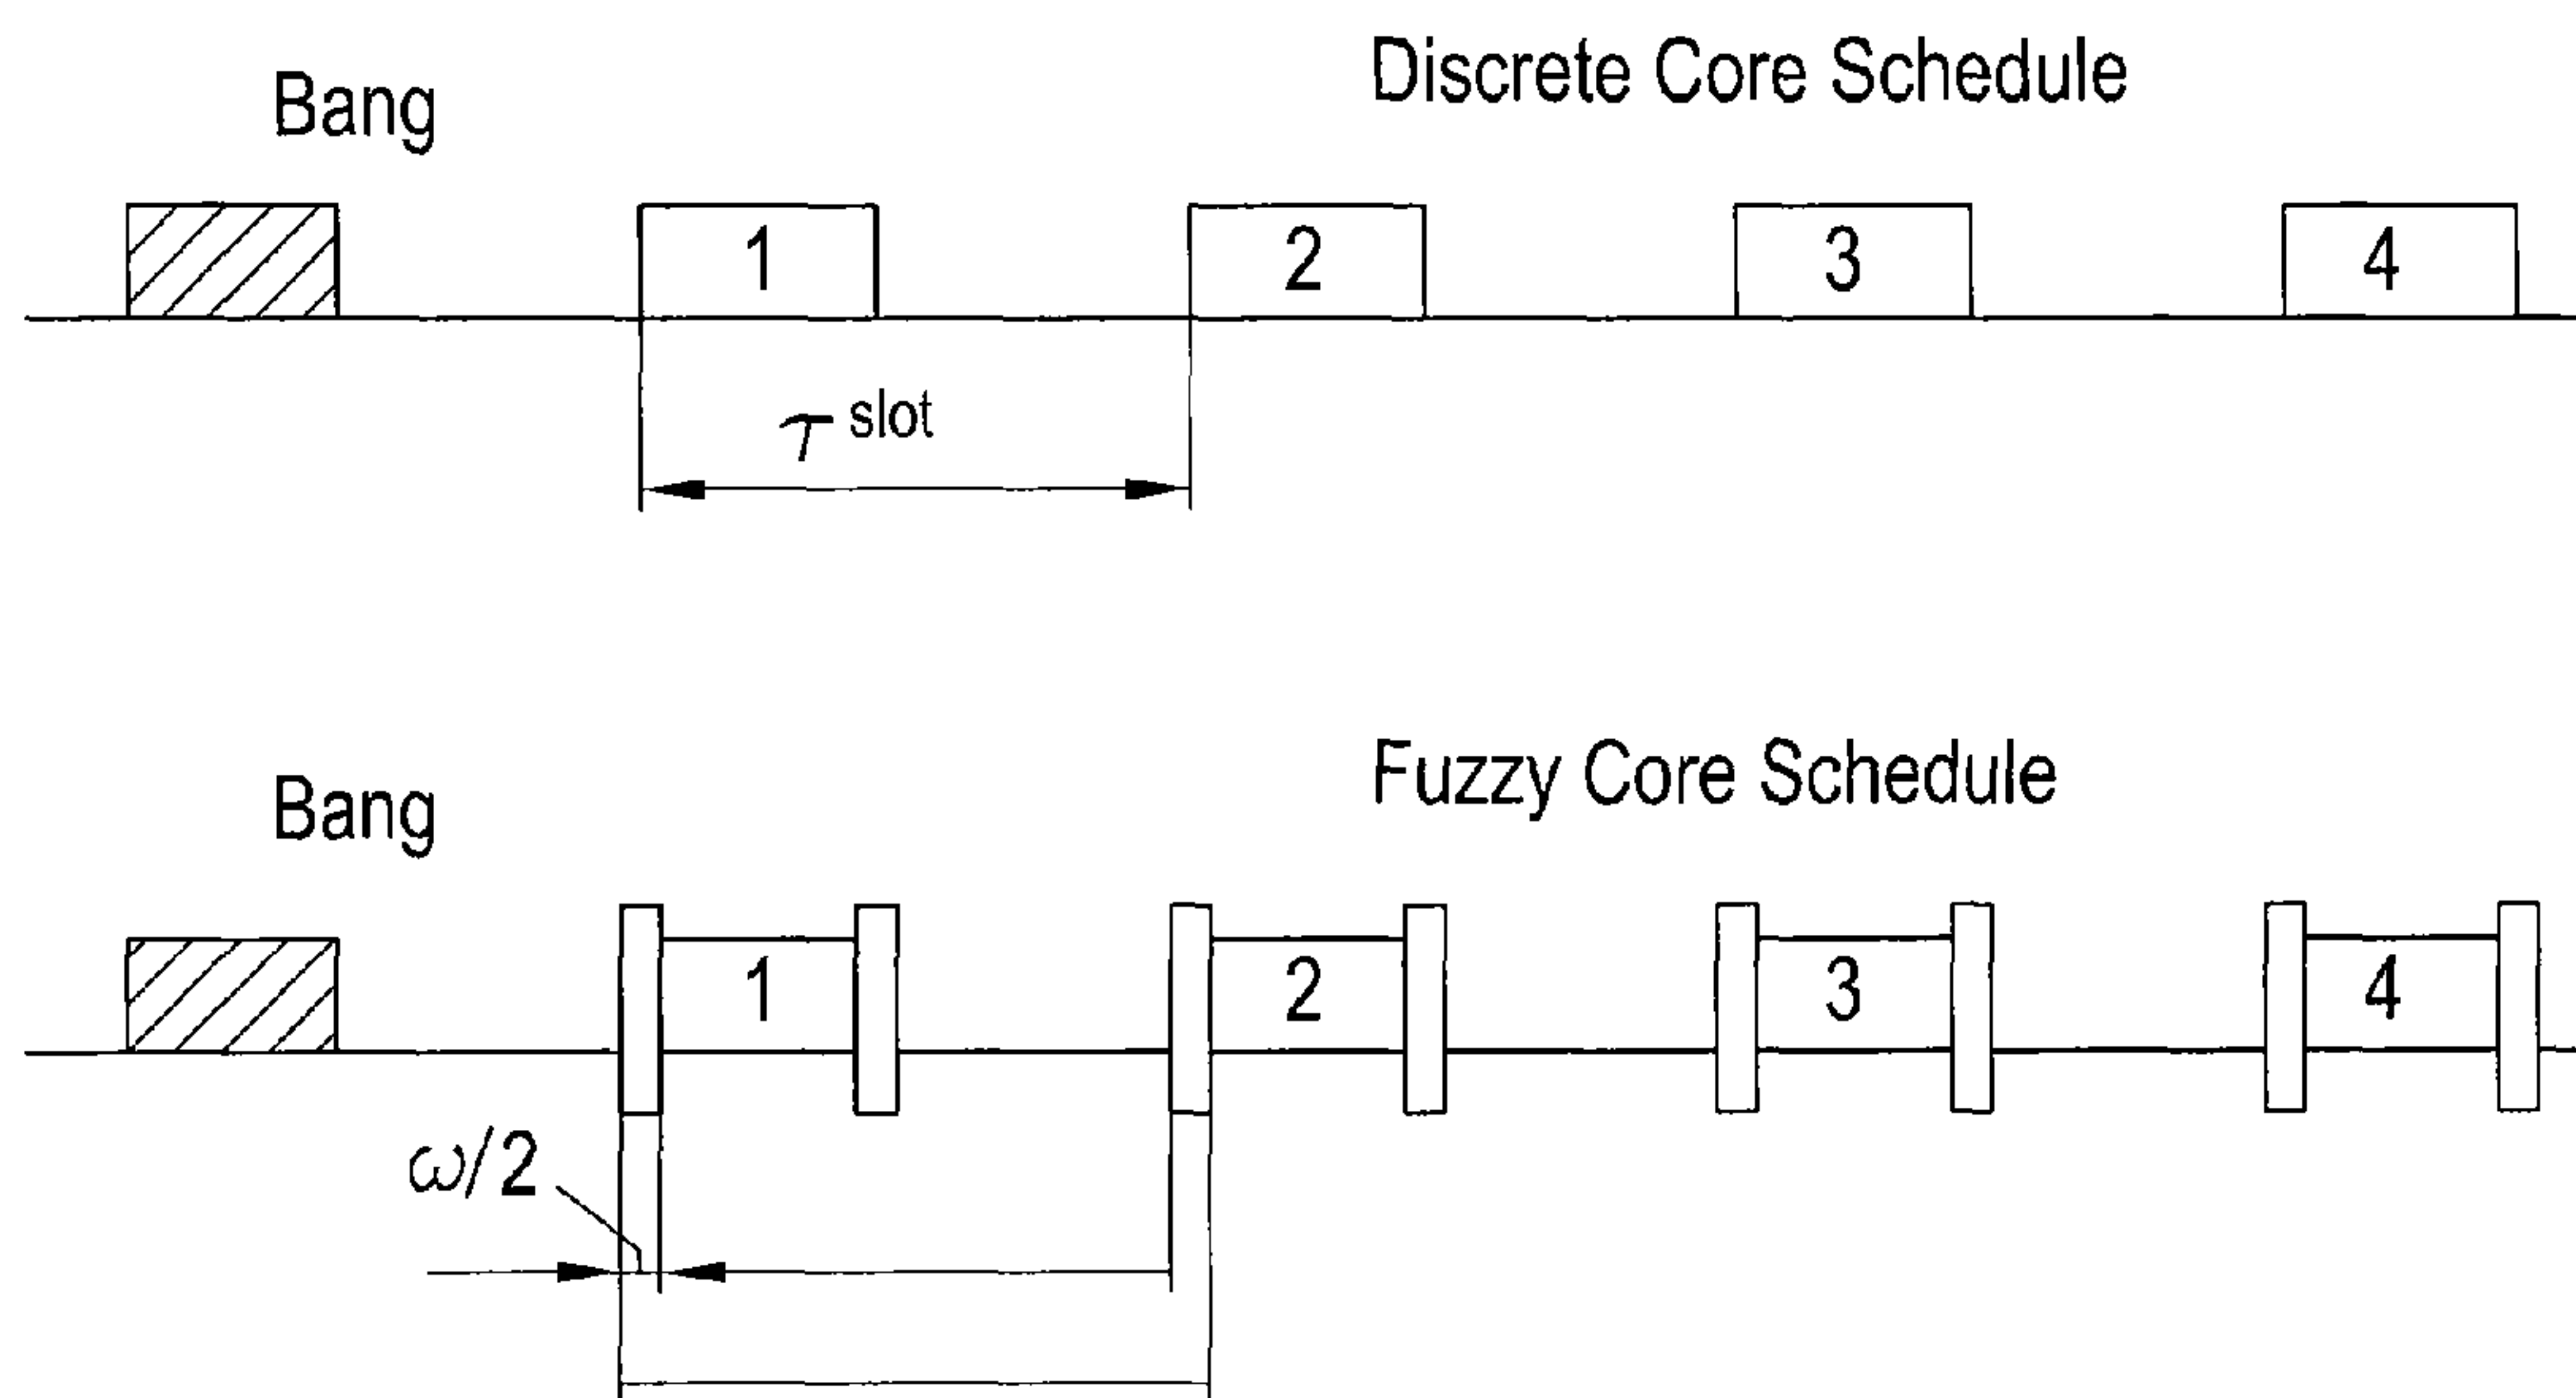 Discrete Core Schedule
Bang
1 2 3 4
τ slot
Fuzzy Core Schedule
Bang
1 2 3 4
ω/2